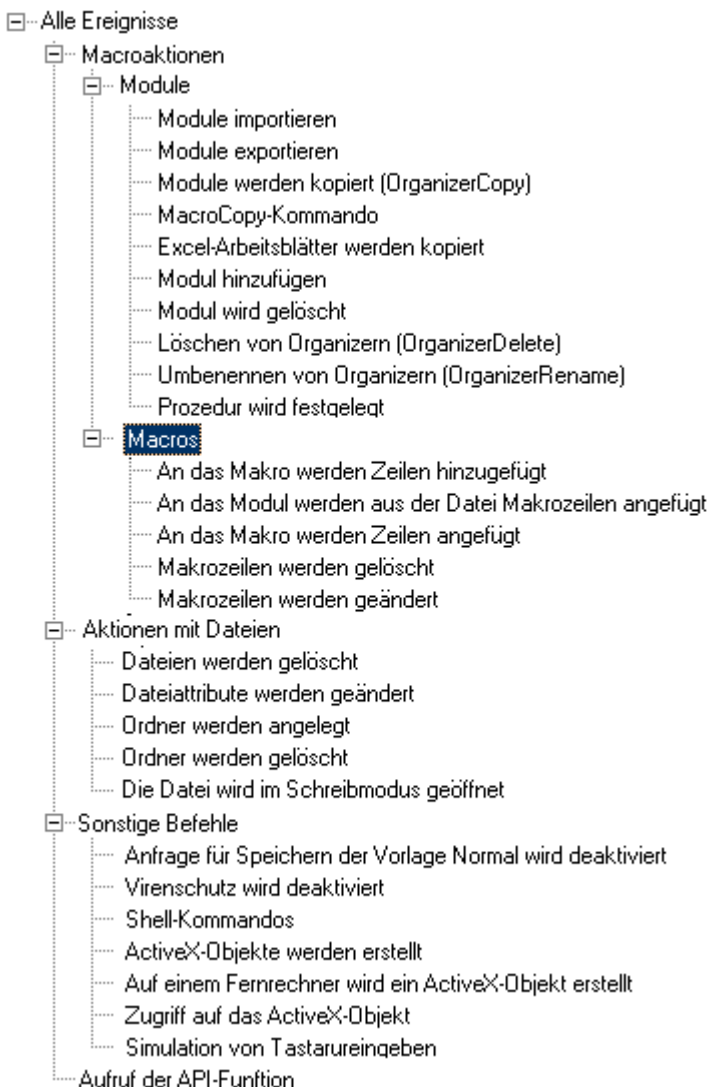 Alle Ereignisse
Macroaktionen
Module
Module importieren
Module exportieren
Module werden kopiert (OrganizerCopy)
MacroCopy-Kommando
Excel-Arbeitsblätter werden kopiert
Modul hinzufügen
Modul wird gelöscht
Löschen von Organizern (OrganizerDelete)
Umbenennen von Organizern (OrganizerRename)
Prozedur wird festgelegt
Macros
An das Makro werden Zeilen hinzugefügt
An das Modul werden aus der Datei Makrozeilen angefügt
An das Makro werden Zeilen angefügt
Makrozeilen werden gelöscht
Makrozeilen werden geändert
Aktionen mit Dateien
Dateien werden gelöscht
Dateiattribute werden geändert
Ordner werden angelegt
Ordner werden gelöscht
Die Datei wird im Schreibmodus geöffnet
Sonstige Befehle
Anfrage für Speichern der Vorlage Normal wird deaktiviert
Virenschutz wird deaktiviert
Shell-Kommandos
ActiveX-Objekte werden erstellt
Auf einem Fernrechner wird ein ActiveX-Objekt erstellt
Zugriff auf das ActiveX-Objekt
Simulation von Tastarureingeben
Aufruf der API-Funftion